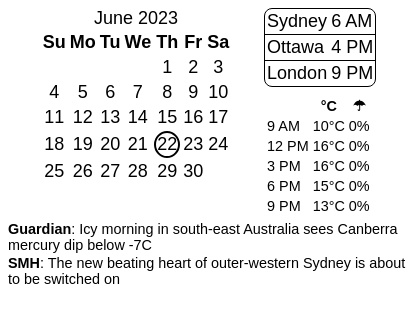 June 2023
Su Mo Tu We Th Fr Sa
1 2 3
4 5 6 7 8 9 10
11 12 13 14 15 16 17
18 19 20 21 22 23 24
25 26 27 28 29 30
Sydney 6 AM
Ottawa 4 PM
London 9 PM
°C ☂
9 AM 10°C 0%
12 PM 16°C 0%
3 PM 16°C 0%
6 PM 15°C 0%
9 PM 13°C 0%
Guardian: Icy morning in south-east Australia sees Canberra
mercury dip below -7C
SMH: The new beating heart of outer-western Sydney is about
to be switched on